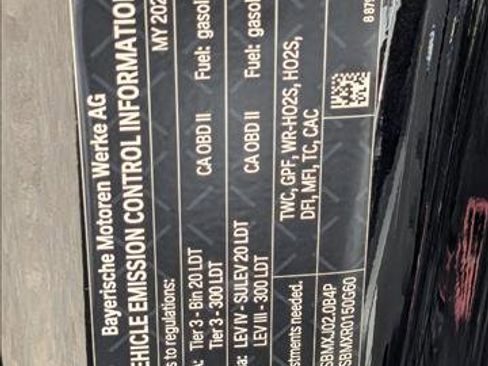 Bayerische Motoren Werke AG
VEHICLE EMISSION CONTROL INFORMATION
MY 202
s to regulations:
Tier 3 - Bin 20 LDT CA OBD II Fuel: gasol
Tier 3 - 300 LDT
a: LEV IV - SULEV 20 LDT CA OBD II Fuel: gasol
LEV III - 300 LDT
TWC, GPF, WR-HO2S, HO2S,
DFI, MFI, TC, CAC
stments needed.
SBMXJ02.0B4P
SBMXR0150G60
8 879